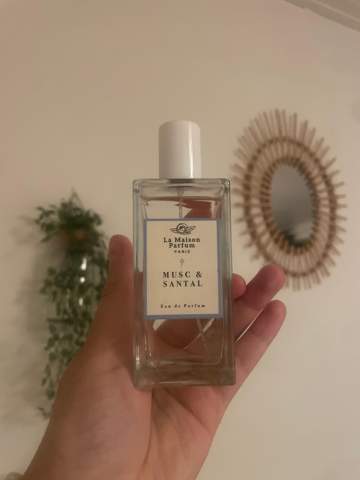 La Maison
Parfum
PARIS
MUSC &
SANTAL
Eau de Parfum